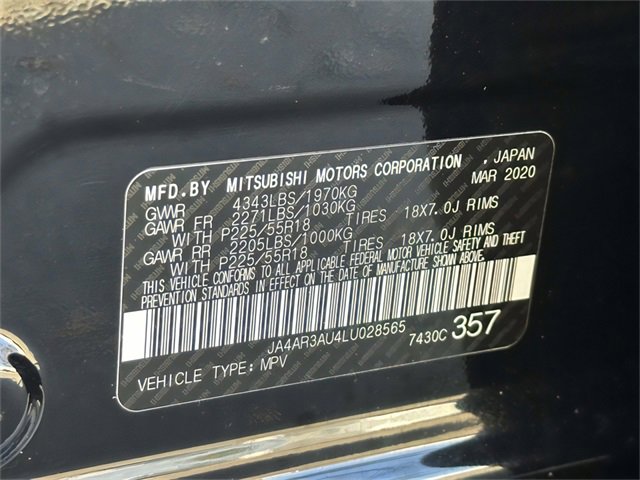 MFD.BY MITSUBISHI MOTORS CORPORATION , JAPAN
MAR 2020
GVWR 4343LBS/1970KG
GAWR FR 2271LBS/1030KG
WITH P225/55R18 TIRES 18X7.0J RIMS
GAWR RR 2205LBS/1000KG
WITH P225/55R18 TIRES 18X7.0J RIMS
THIS VEHICLE CONFORMS TO ALL APPLICABLE FEDERAL MOTOR VEHICLE SAFETY AND THEFT
PREVENTION STANDARDS IN EFFECT ON THE DATE OF MANUFACTURE SHOWN ABOVE.
JA4AR3AU4LU028565 7430C 357
VEHICLE TYPE: MPV